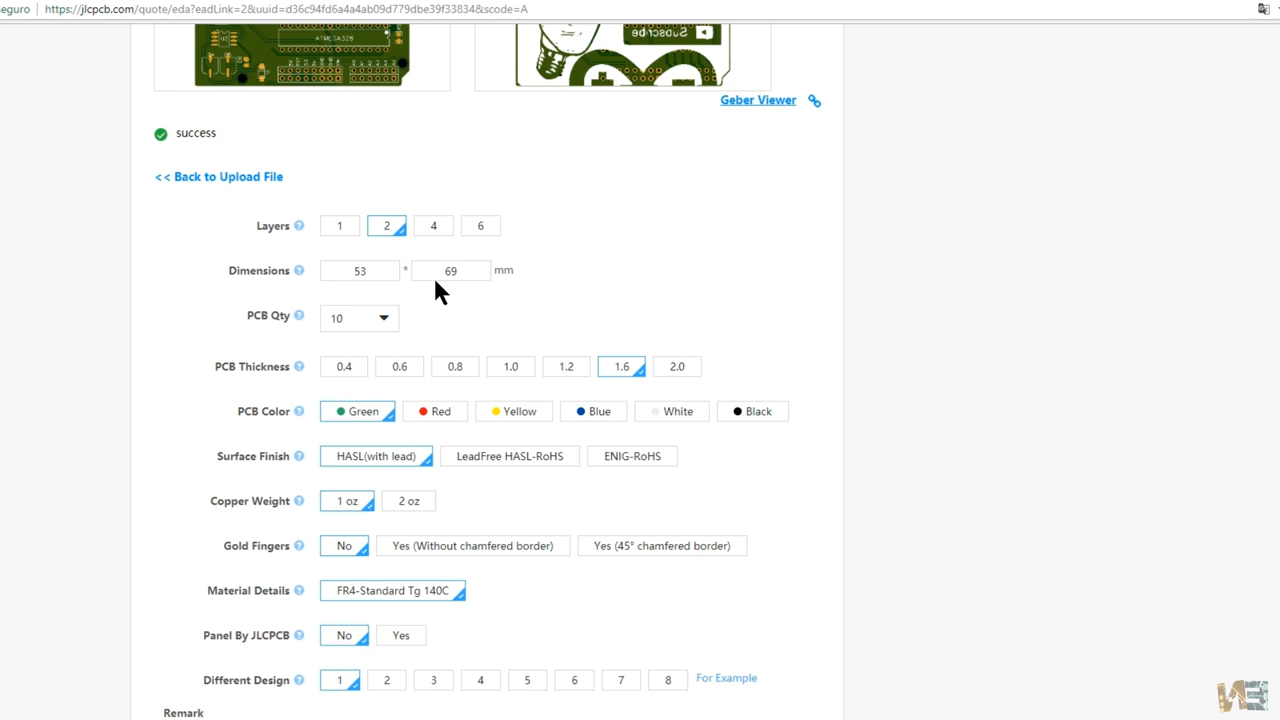 eguro https://jlcpcb.com/quote/eda?eadLink=2&uuid=d36c94fd6a4a4ab09d779dbe39f33834&scode=A
ATMEGA328
Subscribe
Geber Viewer
success
<< Back to Upload File
Layers ? 1 2 4 6
Dimensions ? 53 * 69 mm
PCB Qty ? 10
PCB Thickness ? 0.4 0.6 0.8 1.0 1.2 1.6 2.0
PCB Color ? Green Red Yellow Blue White Black
Surface Finish ? HASL(with lead) LeadFree HASL-RoHS ENIG-RoHS
Copper Weight ? 1 oz 2 oz
Gold Fingers ? No Yes (Without chamfered border) Yes (45° chamfered border)
Material Details ? FR4-Standard Tg 140C
Panel By JLCPCB ? No Yes
Different Design ? 1 2 3 4 5 6 7 8 For Example
Remark